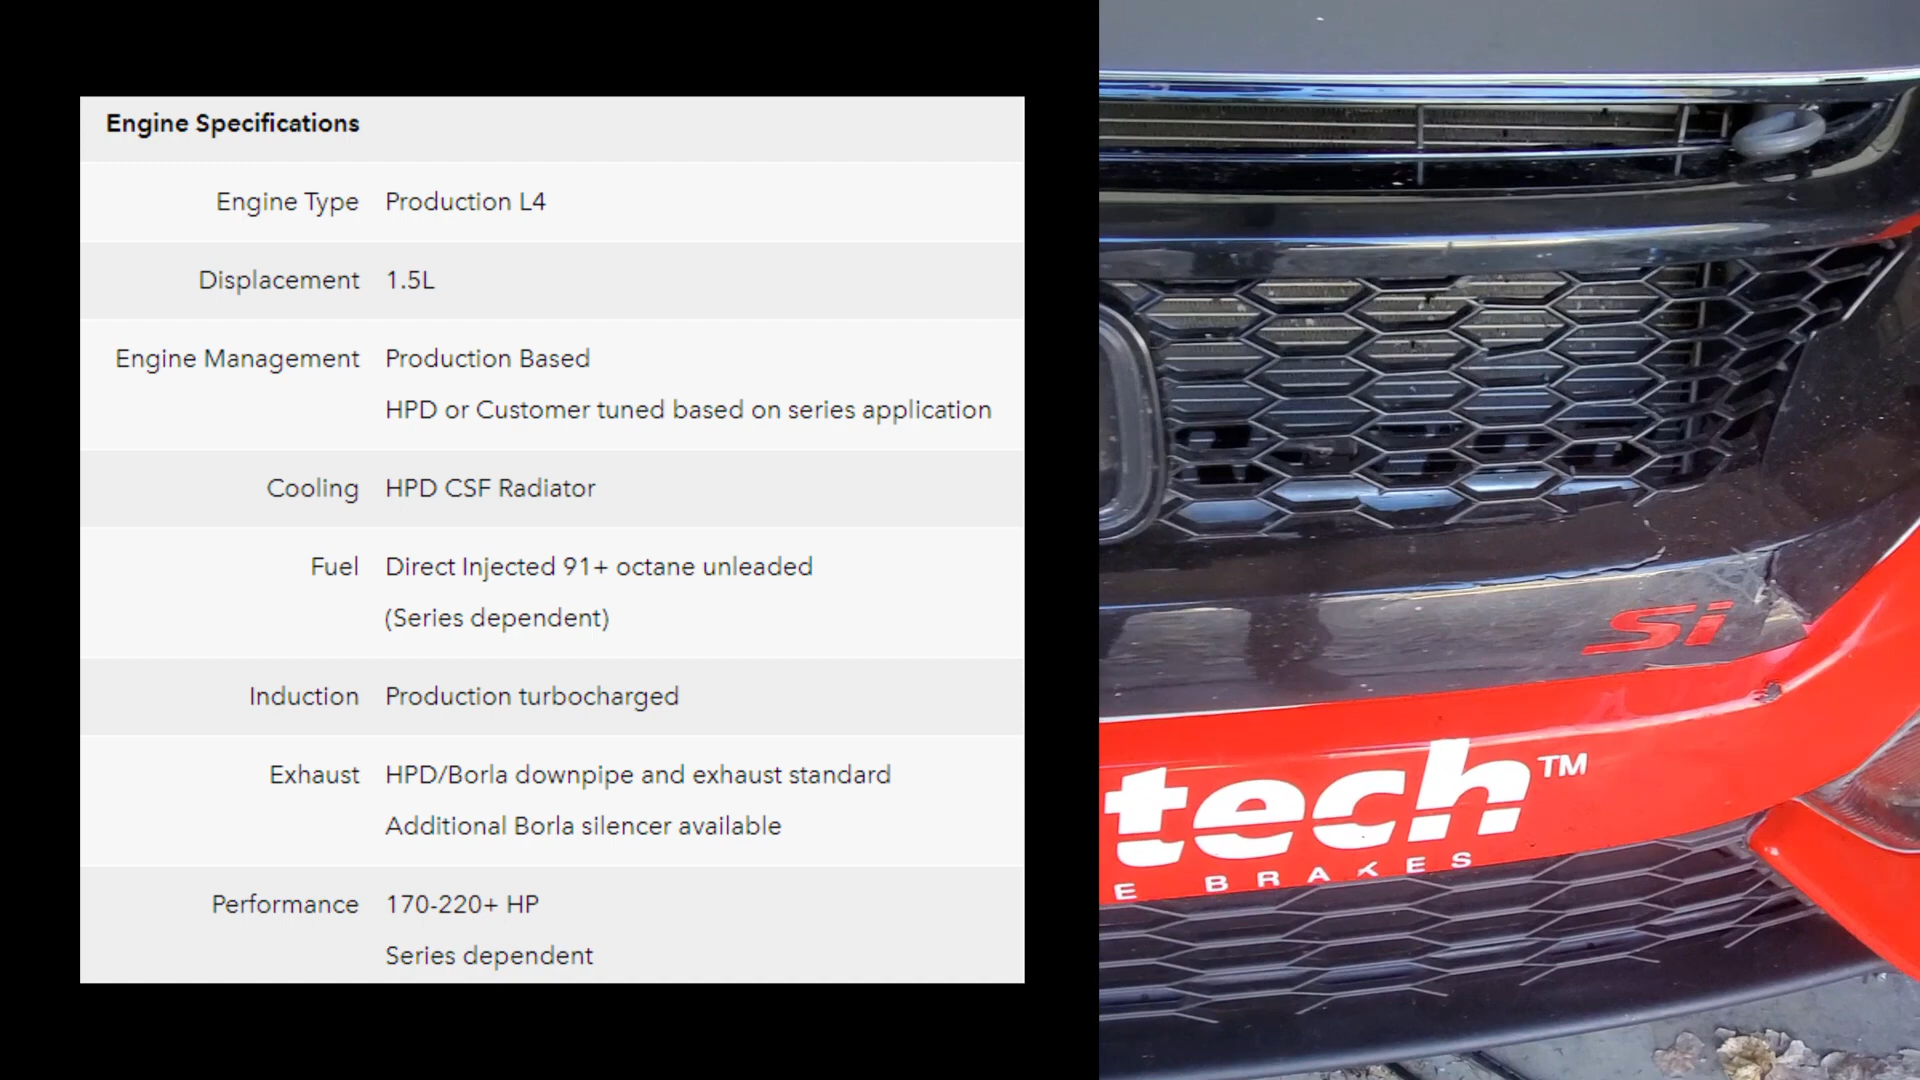 Engine Specifications
Engine Type Production L4
Displacement 1.5L
Engine Management Production Based
HPD or Customer tuned based on series application
Cooling HPD CSF Radiator
Fuel Direct Injected 91+ octane unleaded
(Series dependent)
Induction Production turbocharged
Exhaust HPD/Borla downpipe and exhaust standard
Additional Borla silencer available
Performance 170-220+ HP
Series dependent
Si
tech™
E BRAKES